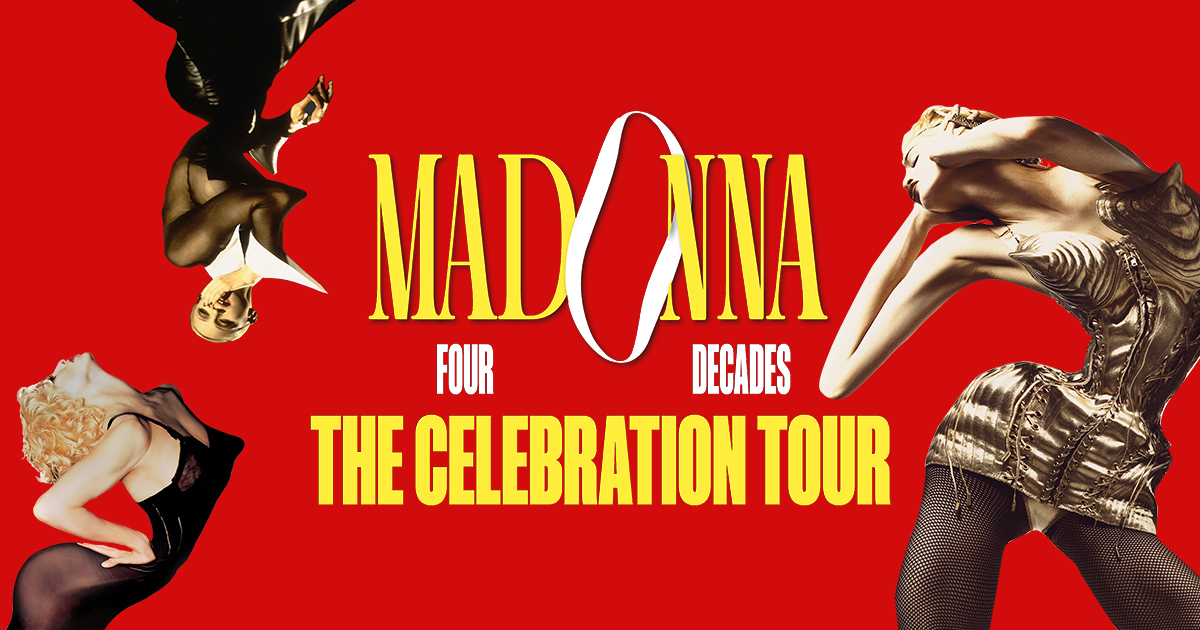 MADONNA
FOUR DECADES
THE CELEBRATION TOUR